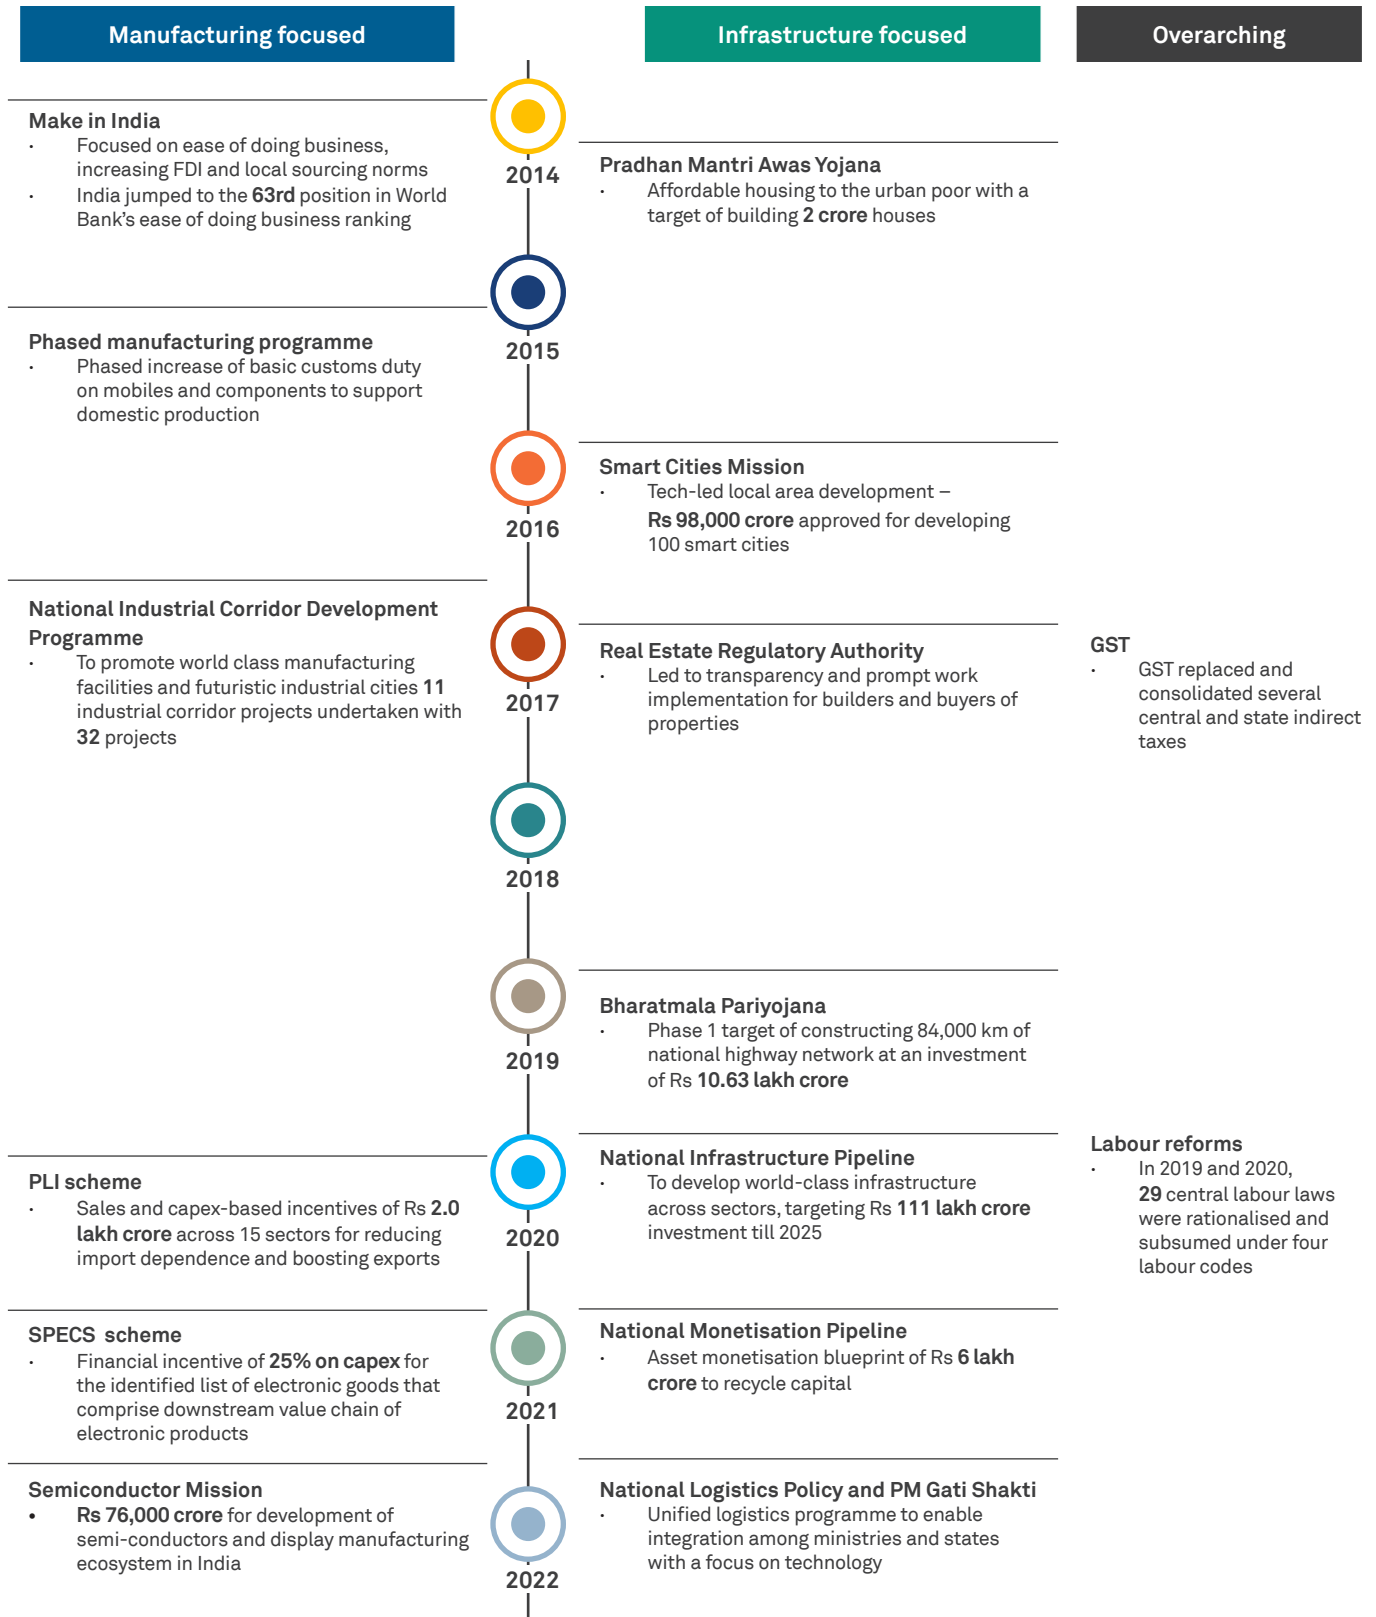 Manufacturing focused
Infrastructure focused
Overarching
Make in India
· Focused on ease of doing business,
increasing FDI and local sourcing norms
· India jumped to the 63rd position in World
Bank's ease of doing business ranking
2014
Pradhan Mantri Awas Yojana
· Affordable housing to the urban poor with a
target of building 2 crore houses
Phased manufacturing programme
· Phased increase of basic customs duty
on mobiles and components to support
domestic production
2015
Smart Cities Mission
· Tech-led local area development –
Rs 98,000 crore approved for developing
100 smart cities
2016
National Industrial Corridor Development
Programme
· To promote world class manufacturing
facilities and futuristic industrial cities 11
industrial corridor projects undertaken with
32 projects
2017
Real Estate Regulatory Authority
· Led to transparency and prompt work
implementation for builders and buyers of
properties
GST
· GST replaced and
consolidated several
central and state indirect
taxes
2018
2019
Bharatmala Pariyojana
· Phase 1 target of constructing 84,000 km of
national highway network at an investment
of Rs 10.63 lakh crore
PLI scheme
· Sales and capex-based incentives of Rs 2.0
lakh crore across 15 sectors for reducing
import dependence and boosting exports
2020
National Infrastructure Pipeline
· To develop world-class infrastructure
across sectors, targeting Rs 111 lakh crore
investment till 2025
Labour reforms
· In 2019 and 2020,
29 central labour laws
were rationalised and
subsumed under four
labour codes
SPECS scheme
· Financial incentive of 25% on capex for
the identified list of electronic goods that
comprise downstream value chain of
electronic products
2021
National Monetisation Pipeline
· Asset monetisation blueprint of Rs 6 lakh
crore to recycle capital
Semiconductor Mission
• Rs 76,000 crore for development of
semi-conductors and display manufacturing
ecosystem in India
2022
National Logistics Policy and PM Gati Shakti
· Unified logistics programme to enable
integration among ministries and states
with a focus on technology